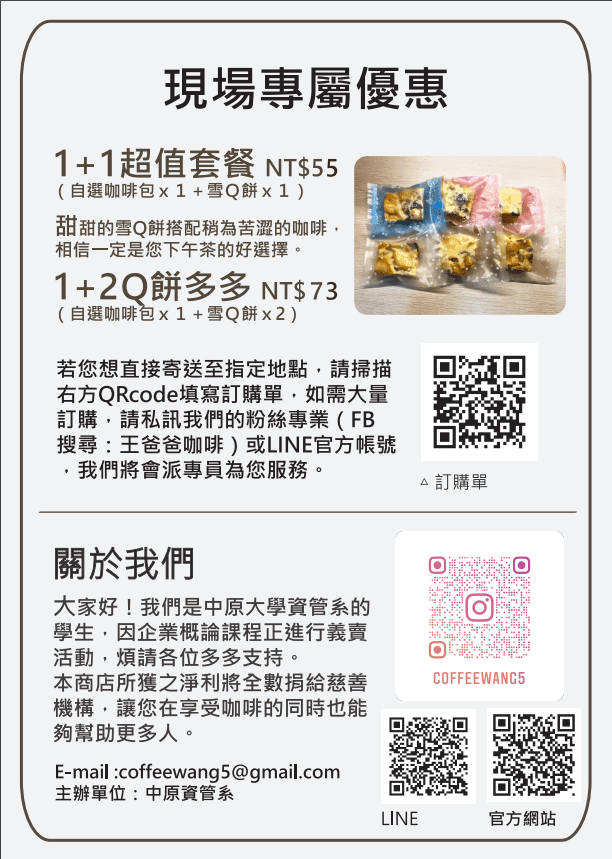 現場專屬優惠
1+1超值套餐 NT$55
(自選咖啡包x1+雪Q餅x1)
甜甜的雪Q餅搭配稍為苦澀的咖啡，
相信一定是您下午茶的好選擇。
1+2Q餅多多 NT$73
(自選咖啡包x1+雪Q餅x2)
若您想直接寄送至指定地點，請掃描
右方QRcode填寫訂購單，如需大量
訂購，請私訊我們的粉絲專業(FB
搜尋：王爸爸咖啡)或LINE官方帳號
，我們將會派專員為您服務。
△ 訂購單
關於我們
大家好！我們是中原大學資管系的
學生，因企業概論課程正進行義賣
活動，煩請各位多多支持。
本商店所獲之淨利將全數捐給慈善
機構，讓您在享受咖啡的同時也能
夠幫助更多人。
E-mail :coffeewang5@gmail.com
主辦單位：中原資管系
COFFEEWANG5
LINE
官方網站